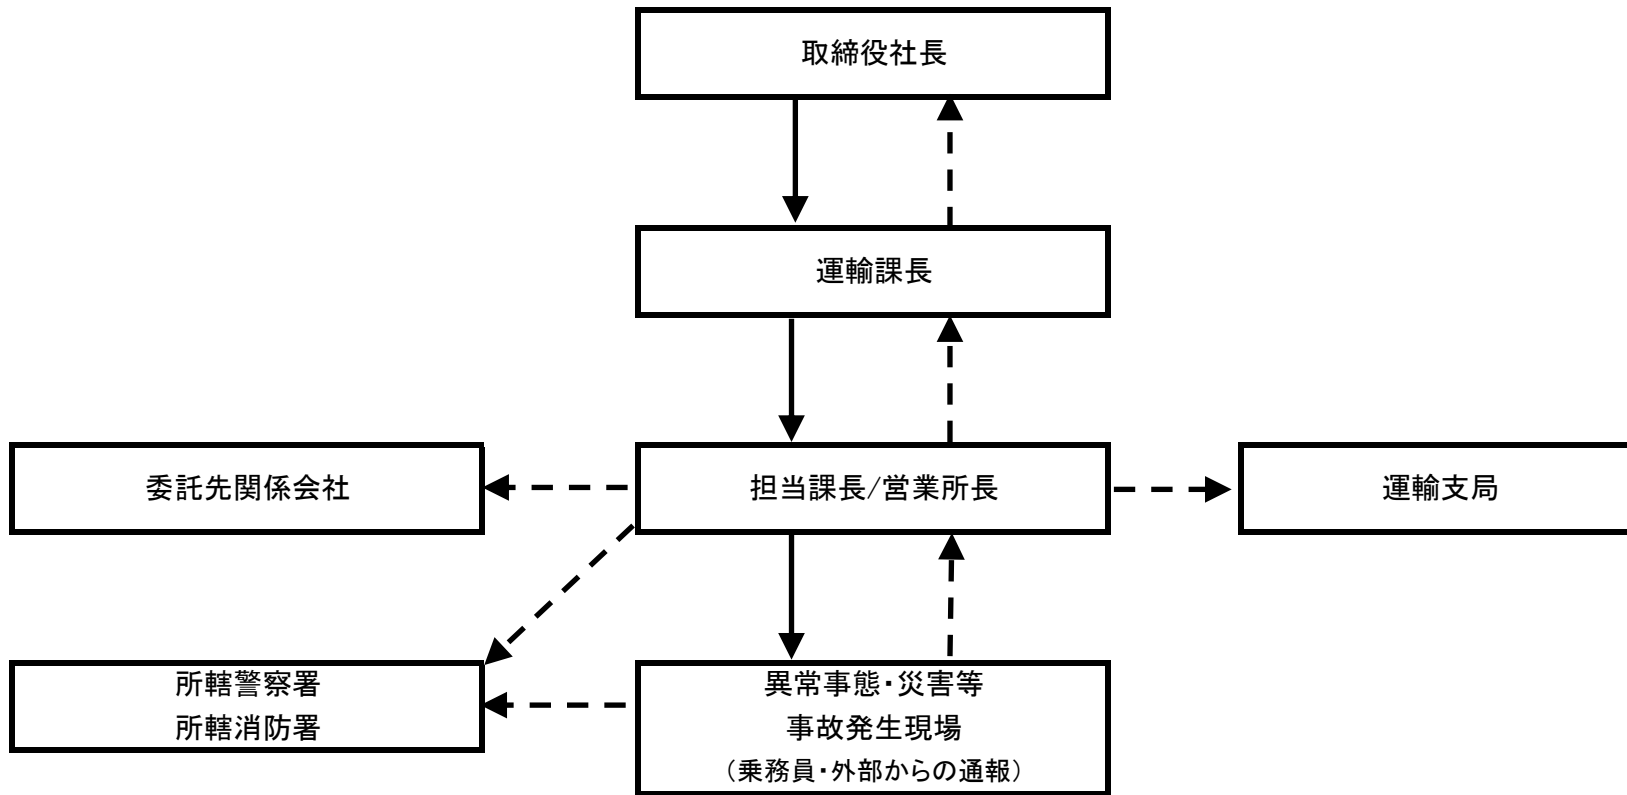 取締役社長
運輸課長
委託先関係会社
担当課長/営業所長
運輸支局
所轄警察署
所轄消防署
異常事態・災害等
事故発生現場
（乗務員・外部からの通報）